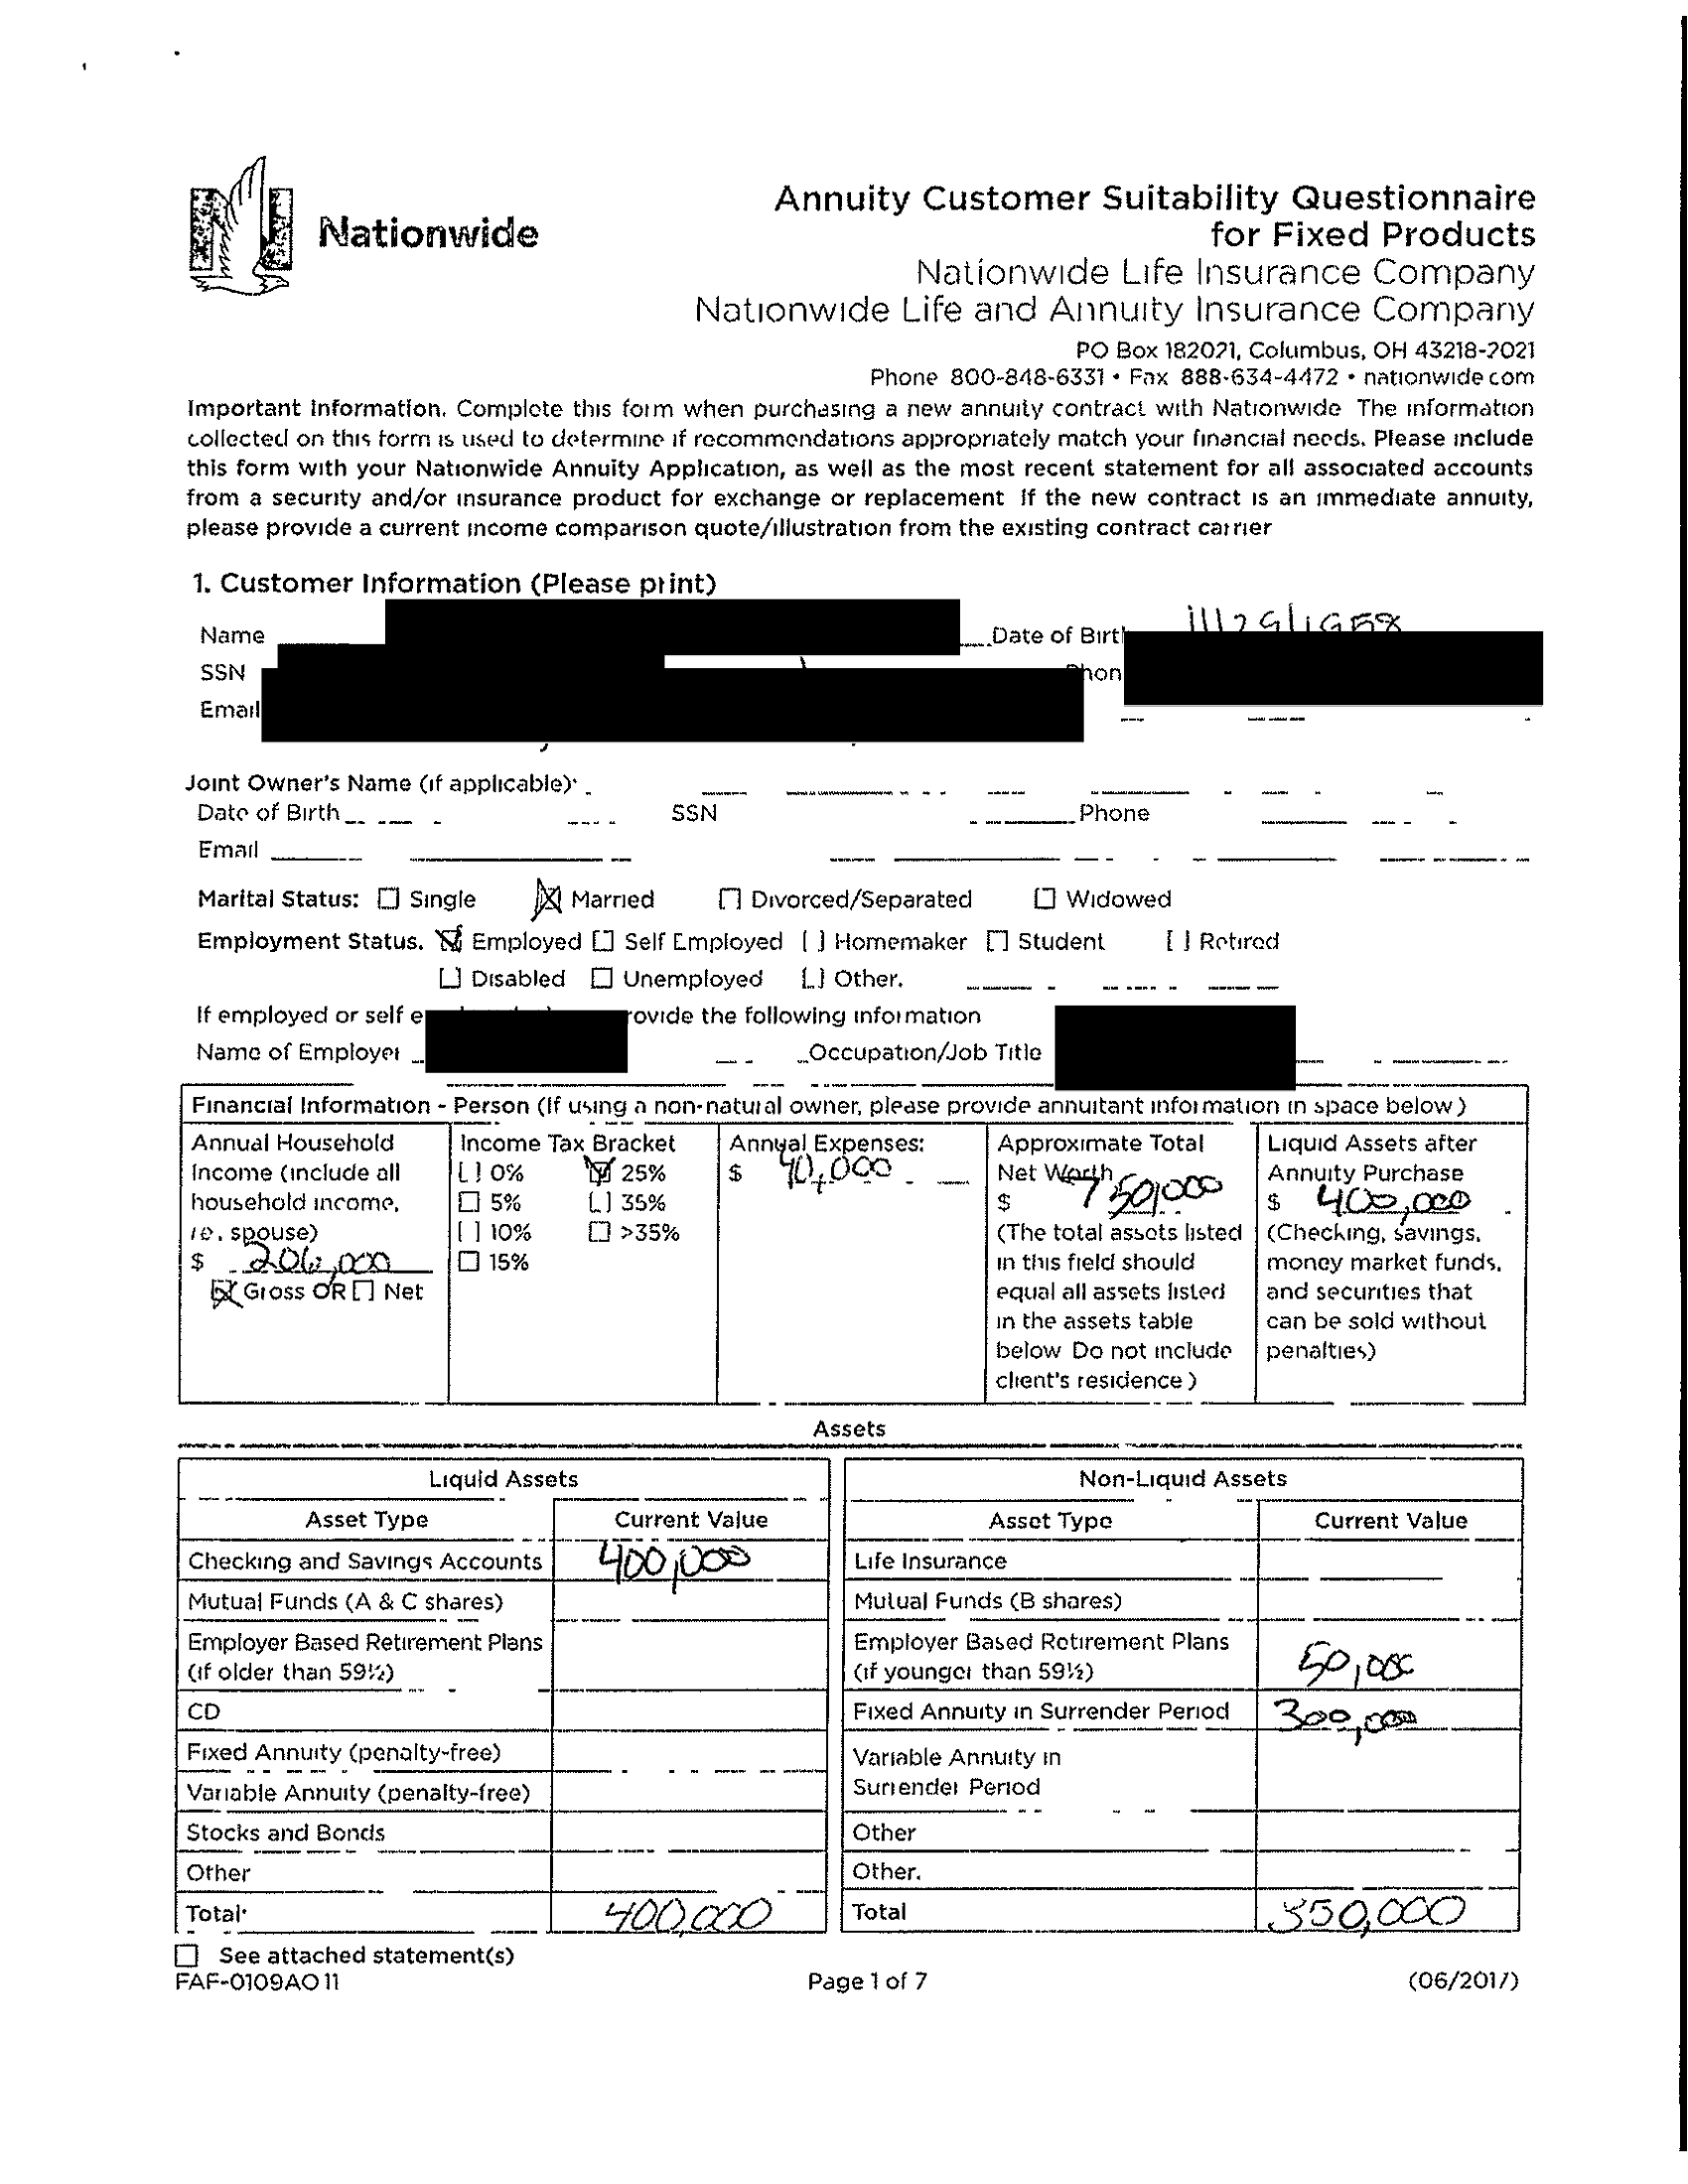 Nationwide
Annuity Customer Suitability Questionnaire
for Fixed Products
Nationwide Life Insurance Company
Nationwide Life and Annuity Insurance Company
PO Box 182021, Columbus, OH 43218-2021
Phone 800-848-6331 • Fax 888-634-4472 • nationwide com
Important Information. Complete this form when purchasing a new annuity contract with Nationwide The information
collected on this form is used to determine if recommendations appropriately match your financial needs. Please include
this form with your Nationwide Annuity Application, as well as the most recent statement for all associated accounts
from a security and/or insurance product for exchange or replacement If the new contract is an immediate annuity,
please provide a current income comparison quote/illustration from the existing contract carrier
1. Customer Information (Please print)
Name Date of Birth
SSN Phon
Email
Joint Owner's Name (if applicable):
Date of Birth SSN Phone
Email
Marital Status: Single Married Divorced/Separated Widowed
Employment Status. Employed Self Employed Homemaker Student Retired
Disabled Unemployed Other.
If employed or self e rovide the following information
Name of Employer Occupation/Job Title
Financial Information - Person (If using a non-natural owner, please provide annuitant information in space below)
Annual Household Income (include all household income, ie. spouse)
$
Gross OR Net
Income Tax Bracket
0% 25%
5% 35%
10% >35%
15%
Annual Expenses:
$ 40,000
Approximate Total Net Worth
$ 750,000
(The total assets listed in this field should equal all assets listed in the assets table below Do not include client's residence)
Liquid Assets after Annuity Purchase
$ 400,000
(Checking, savings, money market funds, and securities that can be sold without penalties)
Assets
Liquid Assets
Asset Type Current Value
Checking and Savings Accounts 400,000
Mutual Funds (A & C shares)
Employer Based Retirement Plans
(if older than 59½)
CD
Fixed Annuity (penalty-free)
Variable Annuity (penalty-free)
Stocks and Bonds
Other
Total: 400,000
Non-Liquid Assets
Asset Type Current Value
Life Insurance
Mutual Funds (B shares)
Employer Based Retirement Plans
(if younger than 59½) 50,000
Fixed Annuity in Surrender Period 300,000
Variable Annuity in
Surrender Period
Other
Other.
Total 350,000
See attached statement(s)
FAF-0109AO 11 Page 1 of 7 (06/2017)